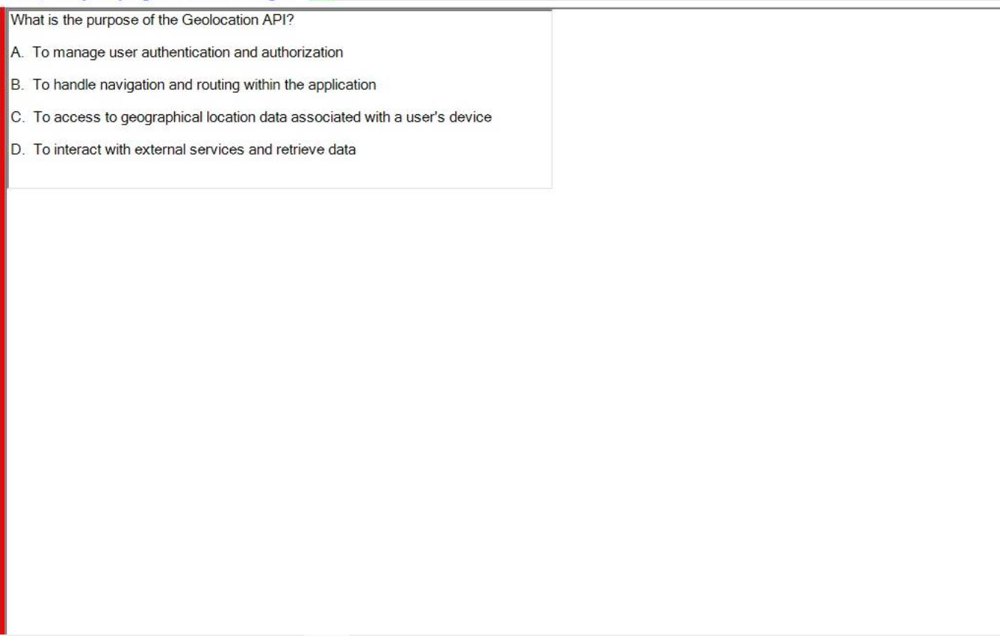 What is the purpose of the Geolocation API?
A. To manage user authentication and authorization
B. To handle navigation and routing within the application
C. To access to geographical location data associated with a user's device
D. To interact with external services and retrieve data